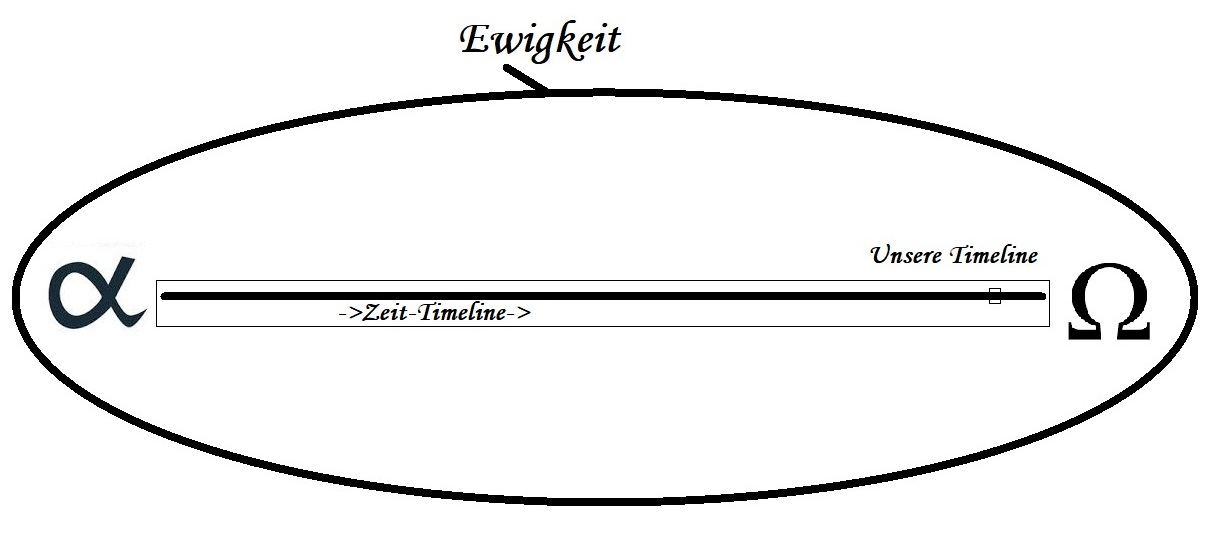 Ewigkeit
Unsere Timeline
α Ω
->Zeit-Timeline->